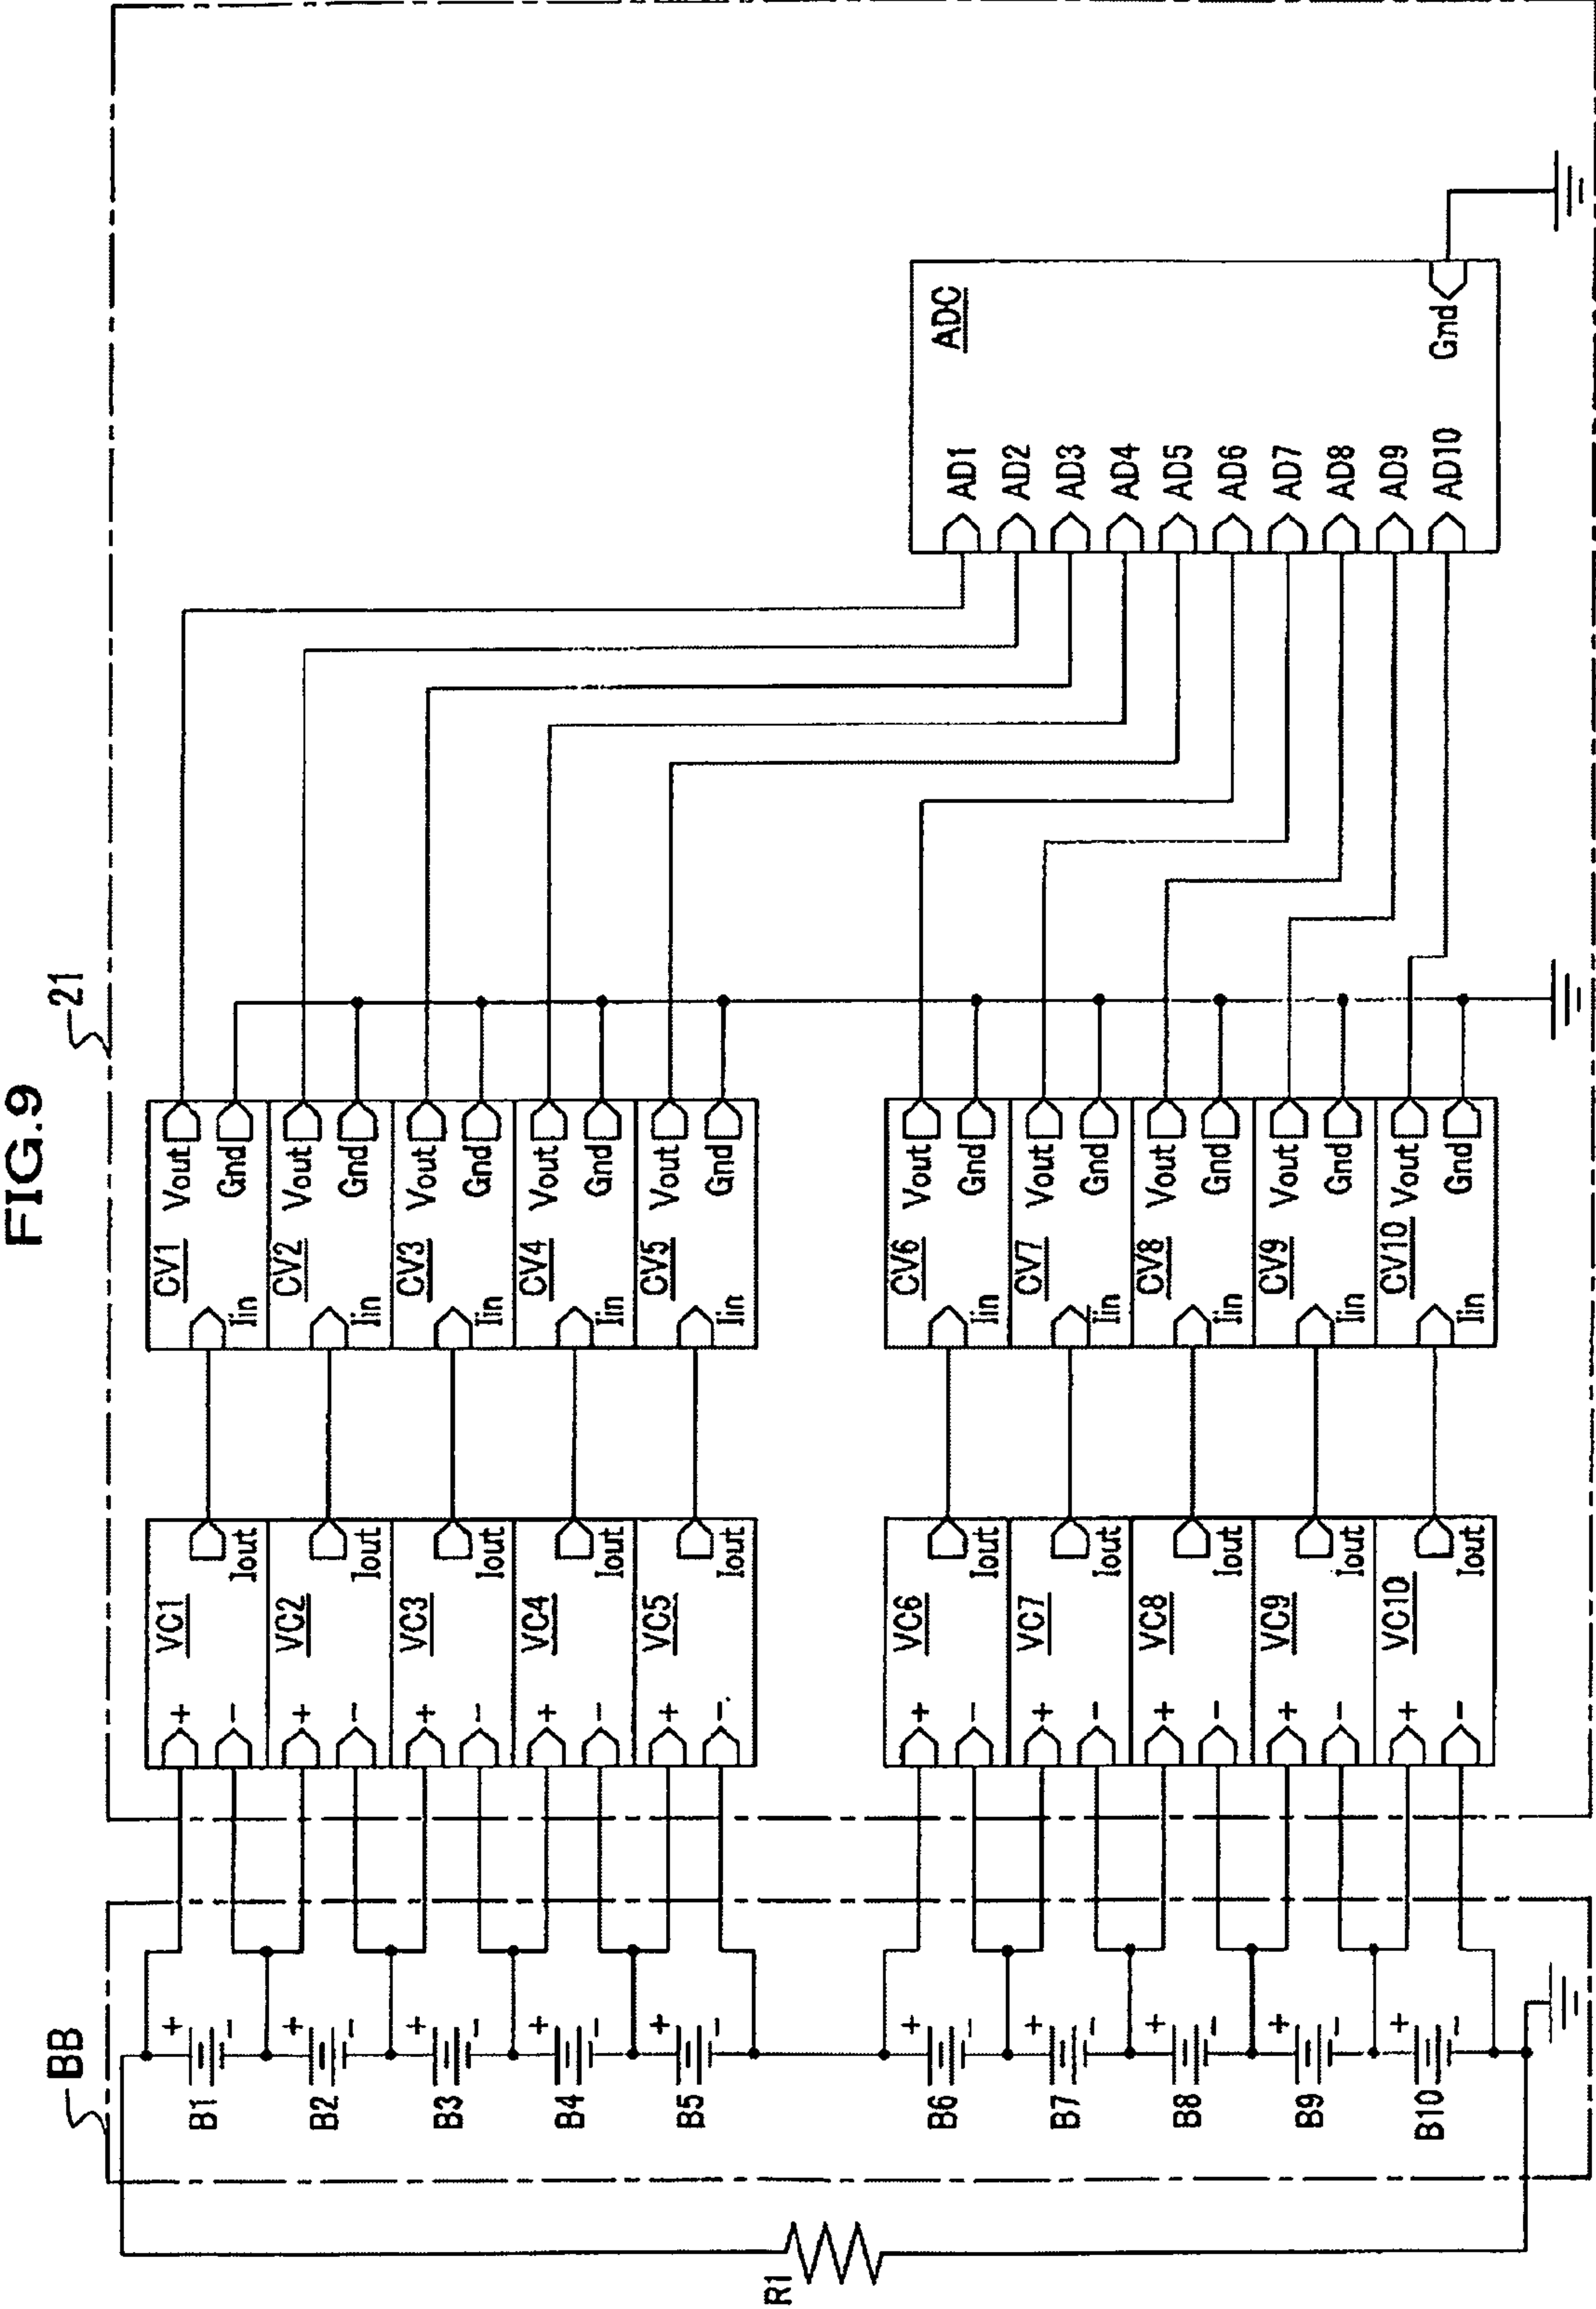 FIG.9
21
BB
R1
B1
+
-
B2
+
-
B3
+
-
B4
+
-
B5
+
-
B6
+
-
B7
+
-
B8
+
-
B9
+
-
B10
+
-
VC1
+
-
Iout
VC2
+
-
Iout
VC3
+
-
Iout
VC4
+
-
Iout
VC5
+
-
Iout
VC6
+
-
Iout
VC7
+
-
Iout
VC8
+
-
Iout
VC9
+
-
Iout
VC10
+
-
Iout
CV1
Iin
Vout
Gnd
CV2
Iin
Vout
Gnd
CV3
Iin
Vout
Gnd
CV4
Iin
Vout
Gnd
CV5
Iin
Vout
Gnd
CV6
Iin
Vout
Gnd
CV7
Iin
Vout
Gnd
CV8
Iin
Vout
Gnd
CV9
Iin
Vout
Gnd
CV10
Iin
Vout
Gnd
ADC
AD1
AD2
AD3
AD4
AD5
AD6
AD7
AD8
AD9
AD10
Gnd